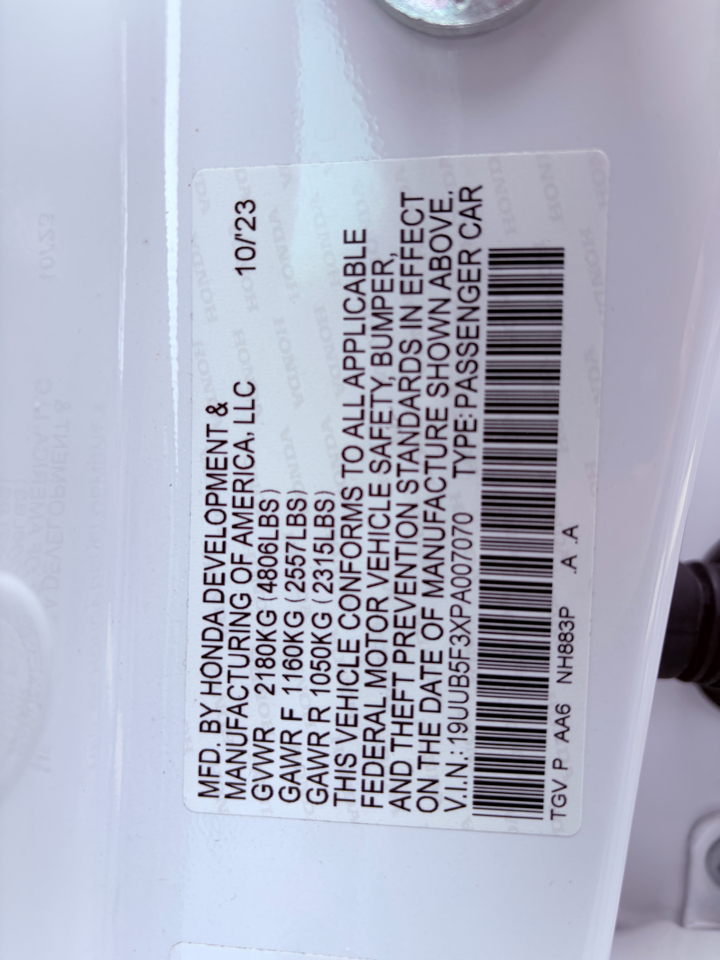 MFD. BY HONDA DEVELOPMENT &
MANUFACTURING OF AMERICA, LLC 10/'23
GVWR 2180KG (4806LBS)
GAWR F 1160KG (2557LBS)
GAWR R 1050KG (2315LBS)
THIS VEHICLE CONFORMS TO ALL APPLICABLE
FEDERAL MOTOR VEHICLE SAFETY, BUMPER,
AND THEFT PREVENTION STANDARDS IN EFFECT
ON THE DATE OF MANUFACTURE SHOWN ABOVE.
V.I.N.: 19UUB5F3XPA007070 TYPE: PASSENGER CAR
TGV P AA6 NH883P .A .A